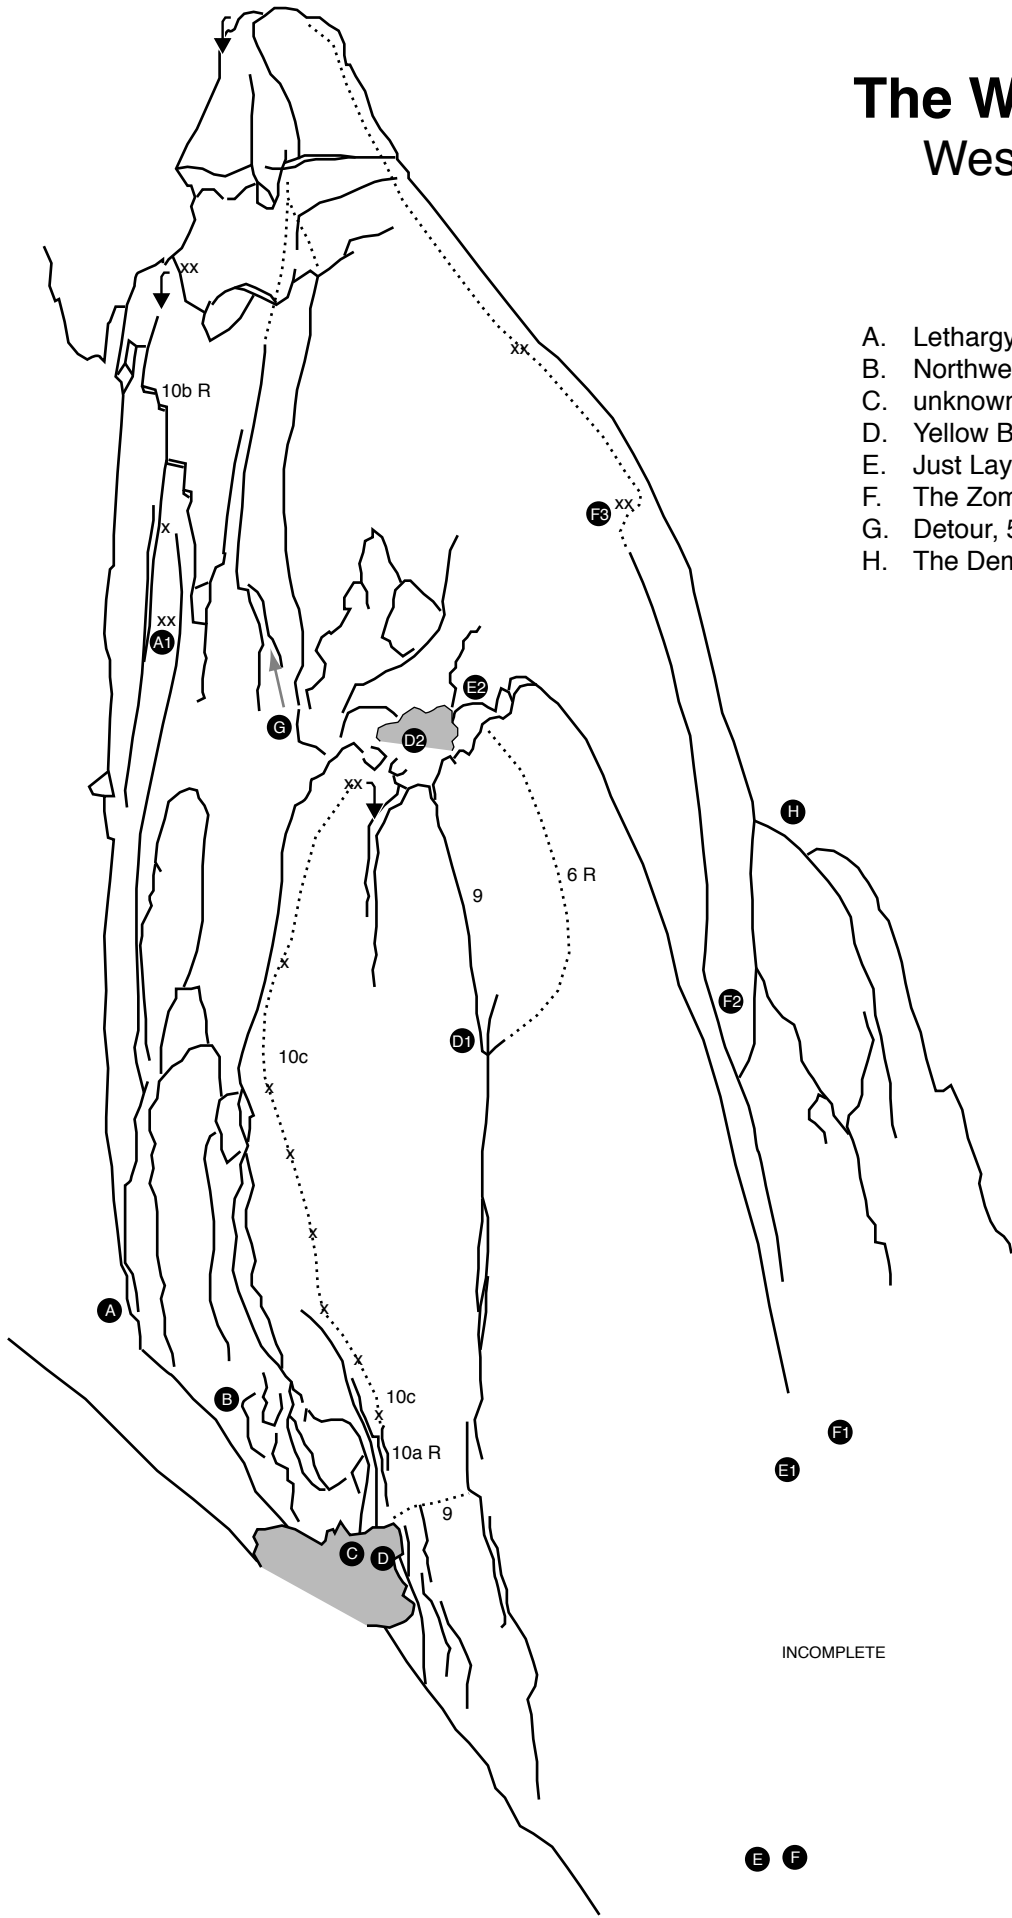 The W
Wes
A. Lethargy
B. Northwe
C. unknown
D. Yellow B
E. Just Lay
F. The Zom
G. Detour, 5
H. The Dem
xx
10b R
xx
F3 xx
x
xx
A1
E2
G
D2
xx
H
6 R
9
x
F2
D1
10c
x
x
x
A
x
x
10c
B
x
F1
10a R
E1
9
C D
INCOMPLETE
E F